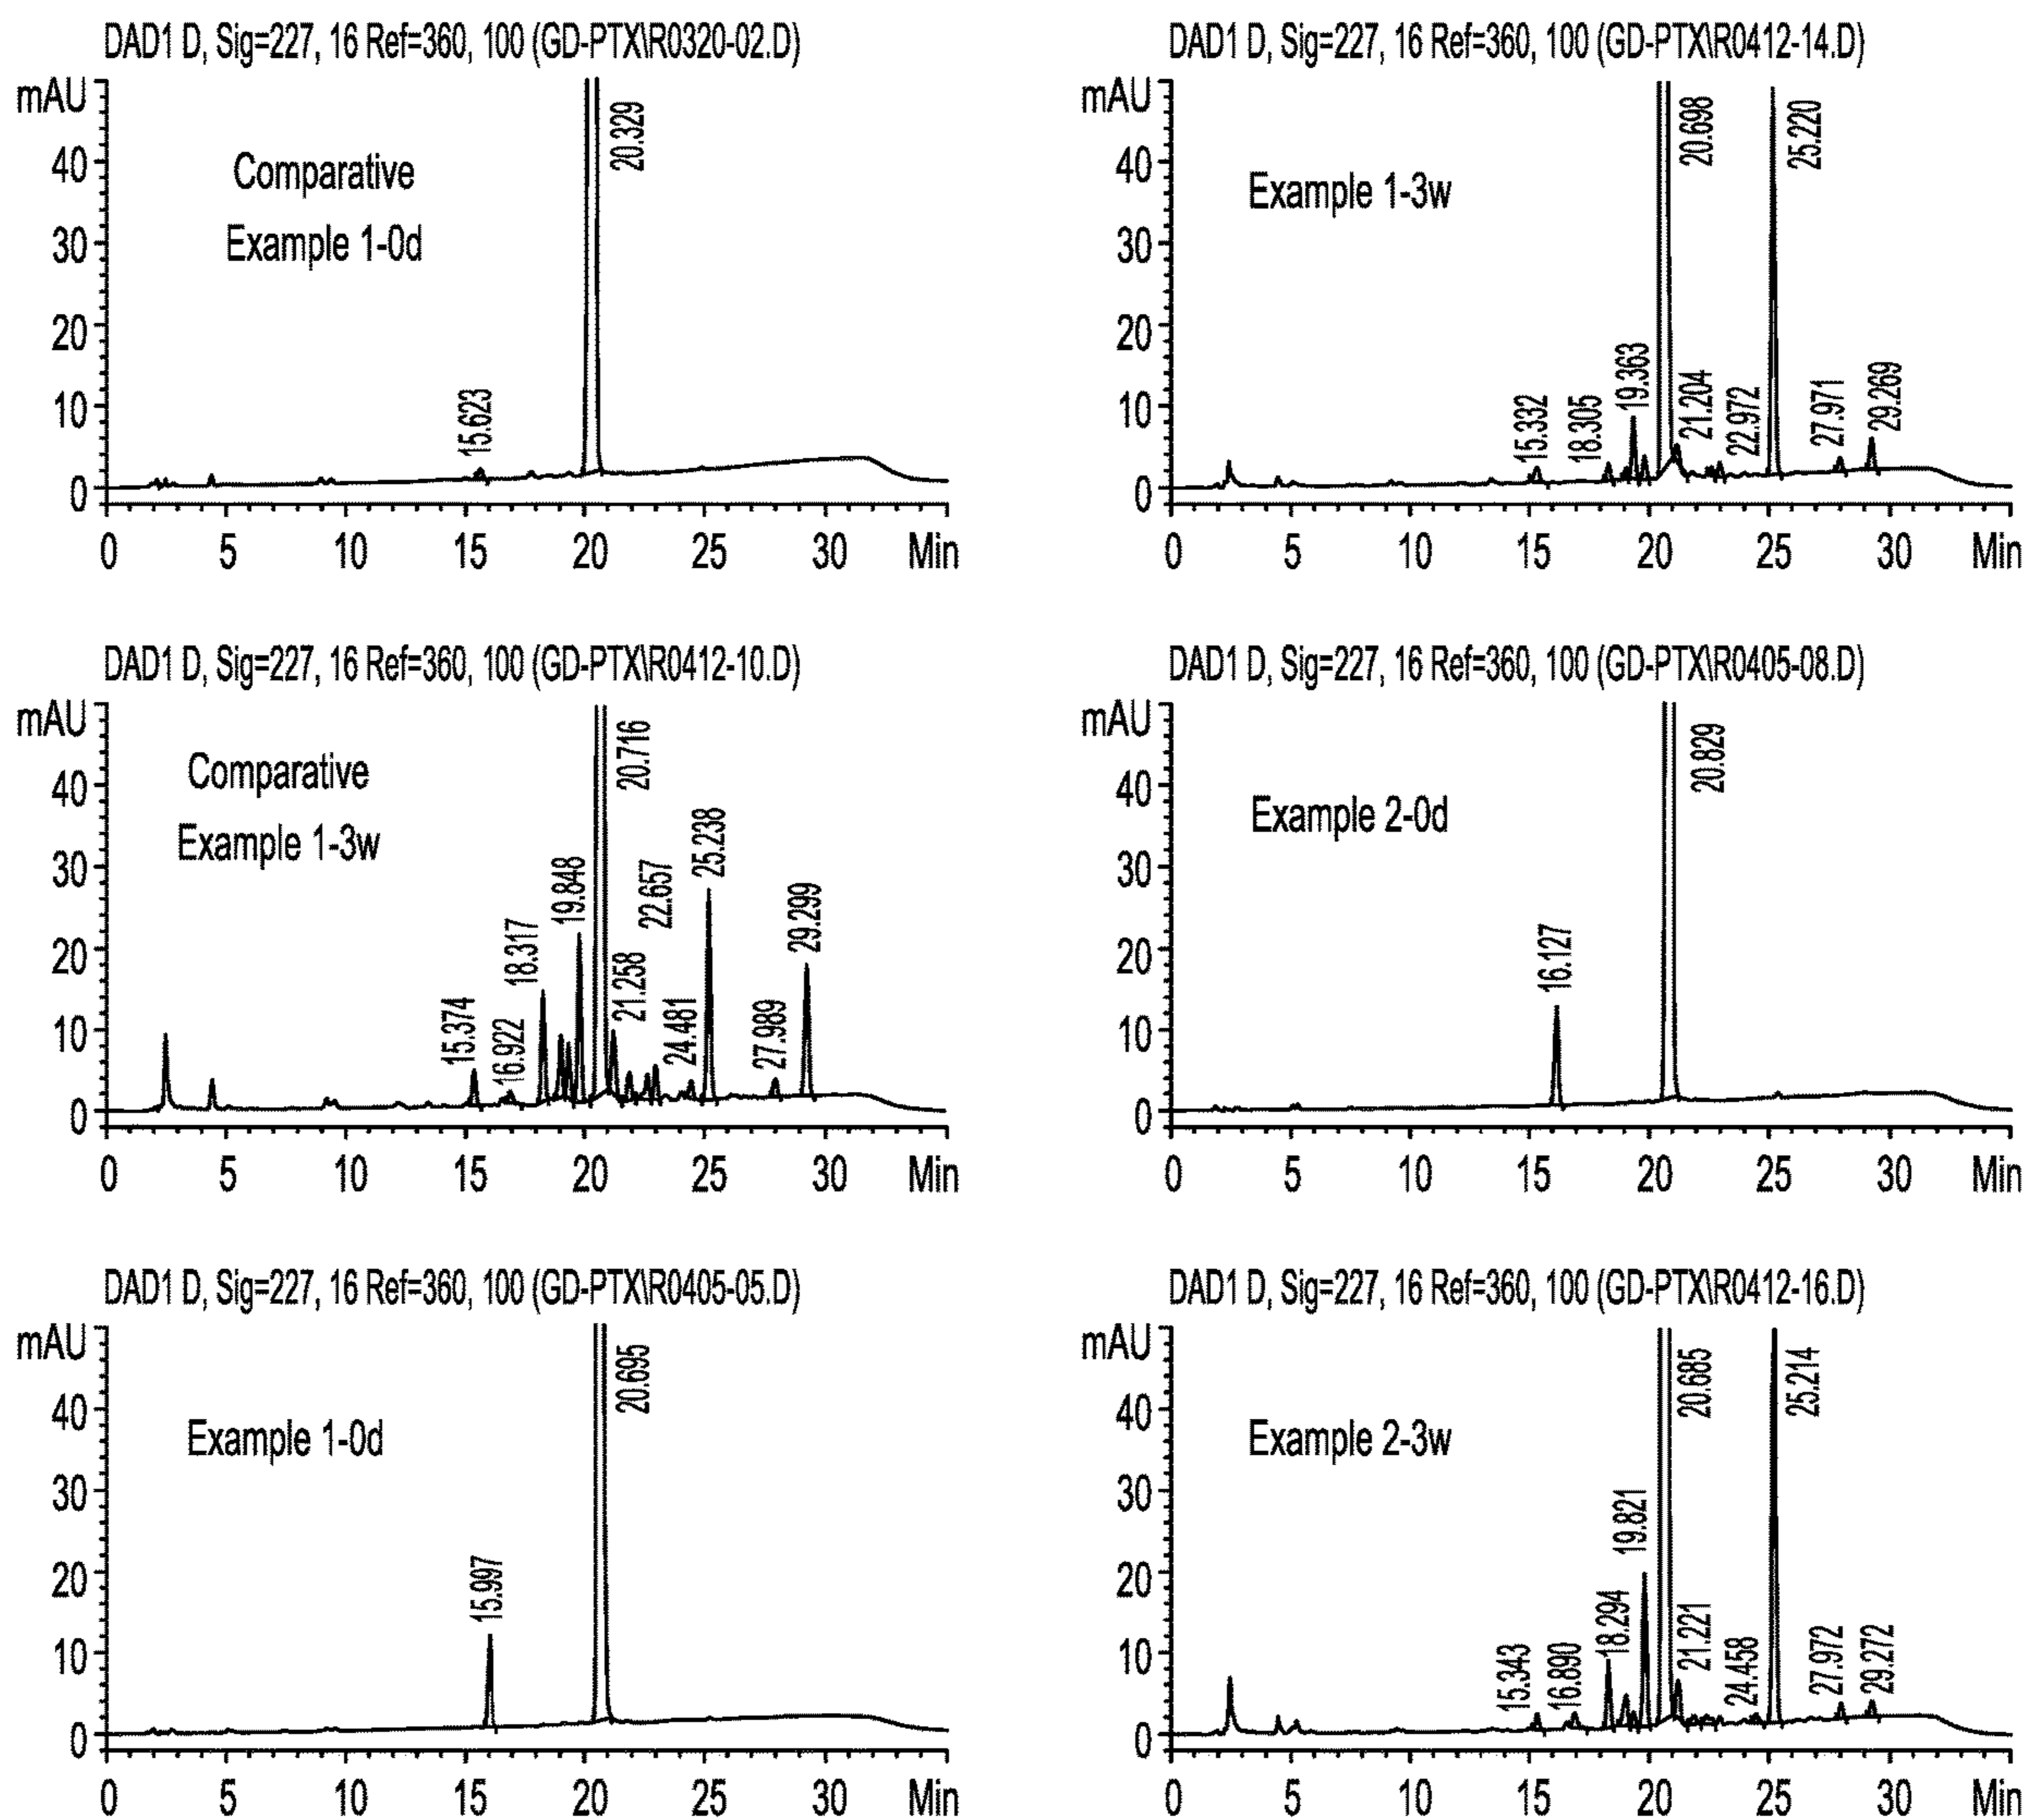 DAD1 D, Sig=227, 16 Ref=360, 100 (GD-PTX\R0320-02.D)
mAU
40
30
20
10
0
Comparative
Example 1-0d
15.623
20.329
0 5 10 15 20 25 30 Min
DAD1 D, Sig=227, 16 Ref=360, 100 (GD-PTX\R0412-10.D)
mAU
40
30
20
10
0
Comparative
Example 1-3w
15.374
16.922
18.317
19.848
20.716
21.258
22.657
24.481
25.238
27.989
29.299
0 5 10 15 20 25 30 Min
DAD1 D, Sig=227, 16 Ref=360, 100 (GD-PTX\R0405-05.D)
mAU
40
30
20
10
0
Example 1-0d
15.997
20.695
0 5 10 15 20 25 30 Min
DAD1 D, Sig=227, 16 Ref=360, 100 (GD-PTX\R0412-14.D)
mAU
40
30
20
10
0
Example 1-3w
15.332
18.305
19.363
20.698
21.204
22.972
25.220
27.971
29.269
0 5 10 15 20 25 30 Min
DAD1 D, Sig=227, 16 Ref=360, 100 (GD-PTX\R0405-08.D)
mAU
40
30
20
10
0
Example 2-0d
16.127
20.829
0 5 10 15 20 25 30 Min
DAD1 D, Sig=227, 16 Ref=360, 100 (GD-PTX\R0412-16.D)
mAU
40
30
20
10
0
Example 2-3w
15.343
16.890
18.294
19.821
20.685
21.221
24.458
25.214
27.972
29.272
0 5 10 15 20 25 30 Min